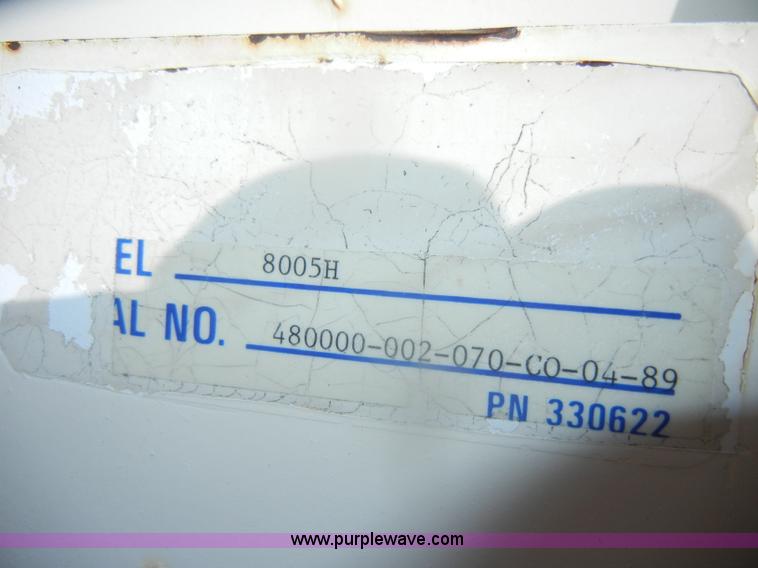 EL 8005H
AL NO. 480000-002-070-CO-04-89
PN 330622
www.purplewave.com